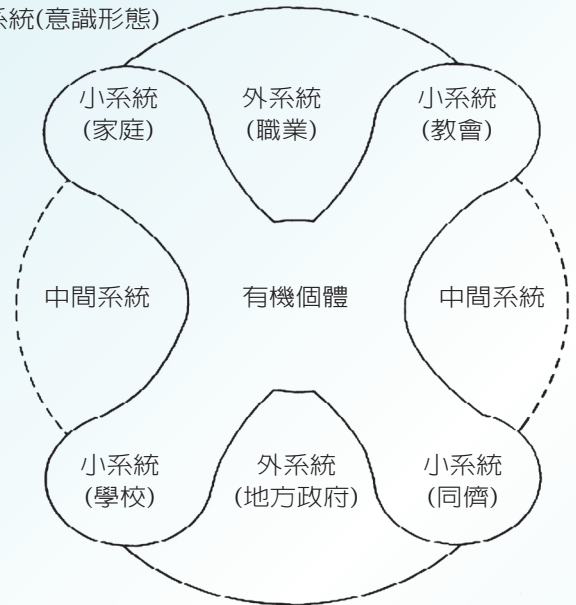 系統(意識形態)
小系統
(家庭)
外系統
(職業)
小系統
(教會)
中間系統
有機個體
中間系統
小系統
(學校)
外系統
(地方政府)
小系統
(同儕)